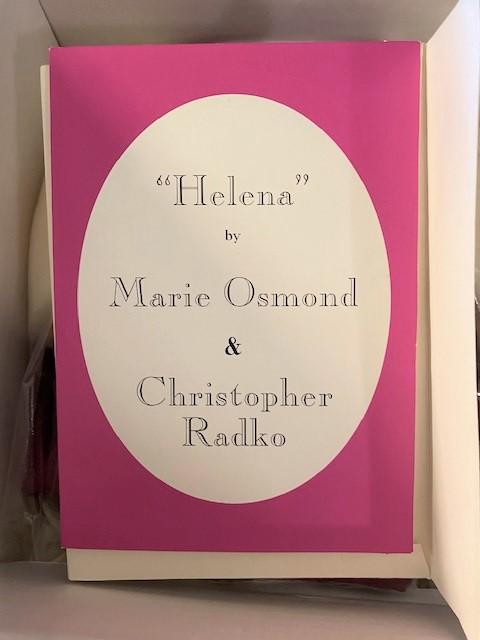 “Helena”
by
Marie Osmond
&
Christopher
Radko